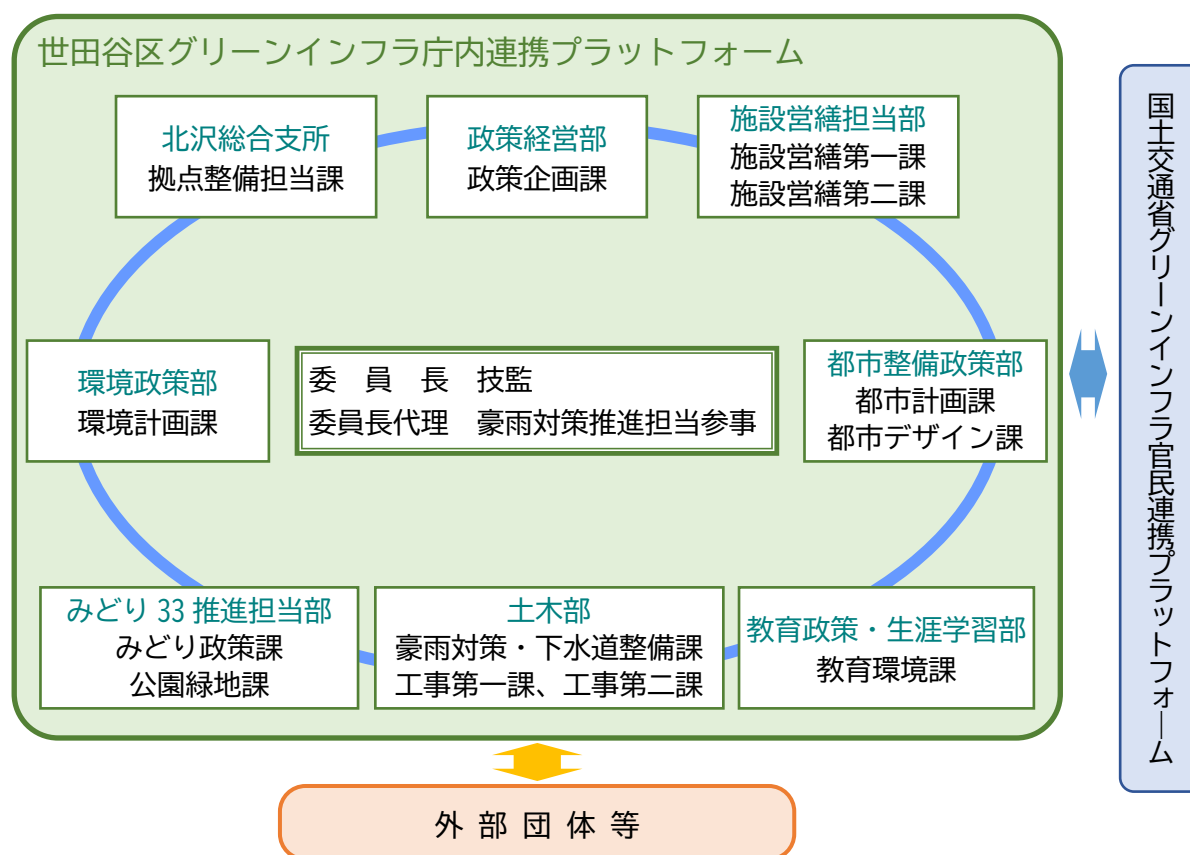 世田谷区グリーンインフラ庁内連携プラットフォーム
北沢総合支所
拠点整備担当課
政策経営部
政策企画課
施設営繕担当部
施設営繕第一課
施設営繕第二課
環境政策部
環境計画課
委　員　長　技監
委員長代理　豪雨対策推進担当参事
都市整備政策部
都市計画課
都市デザイン課
みどり33推進担当部
みどり政策課
公園緑地課
土木部
豪雨対策・下水道整備課
工事第一課、工事第二課
教育政策・生涯学習部
教育環境課
外部団体等
国土交通省グリーンインフラ官民連携プラットフォーム